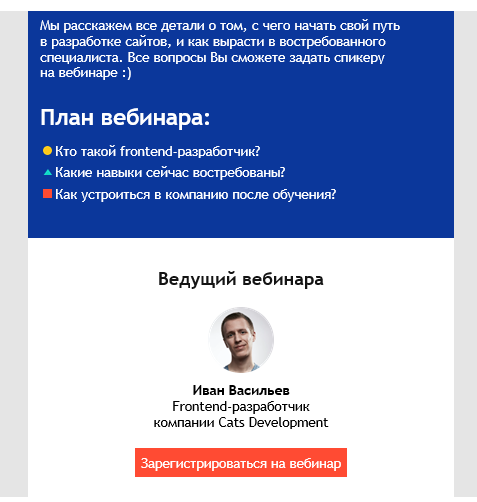 Мы расскажем все детали о том, с чего начать свой путь
в разработке сайтов, и как вырасти в востребованного
специалиста. Все вопросы Вы сможете задать спикеру
на вебинаре :)
План вебинара:
Кто такой frontend-разработчик?
Какие навыки сейчас востребованы?
Как устроиться в компанию после обучения?
Ведущий вебинара
Иван Васильев
Frontend-разработчик
компании Cats Development
Зарегистрироваться на вебинар